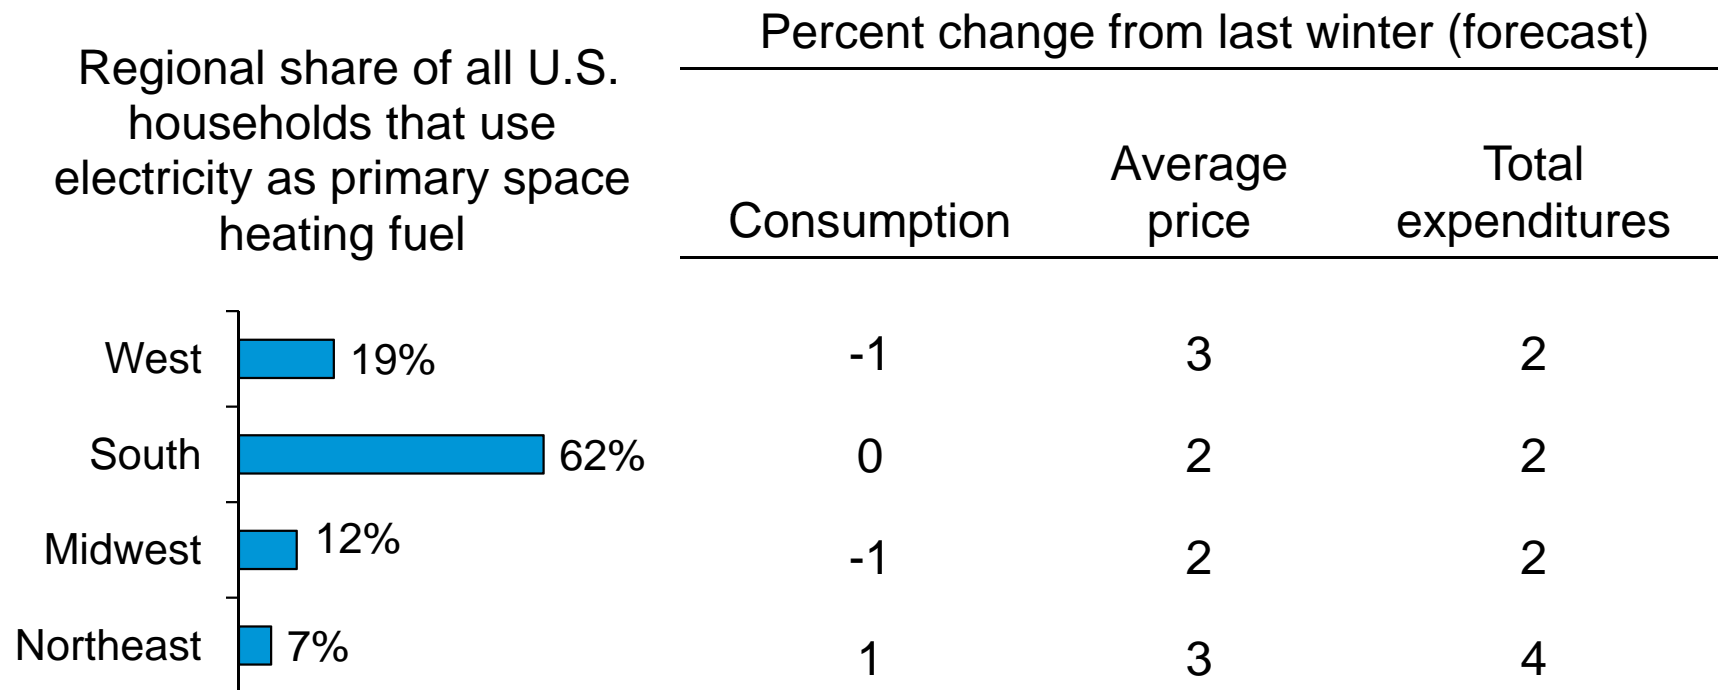 Regional share of all U.S.
households that use
electricity as primary space
heating fuel
Percent change from last winter (forecast)
Consumption
Average
price
Total
expenditures
West 19% -1 3 2
South 62% 0 2 2
Midwest 12% -1 2 2
Northeast 7% 1 3 4